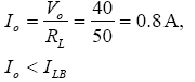 I_o = V_o / R_L = 40 / 50 = 0.8 A,
I_o < I_LB